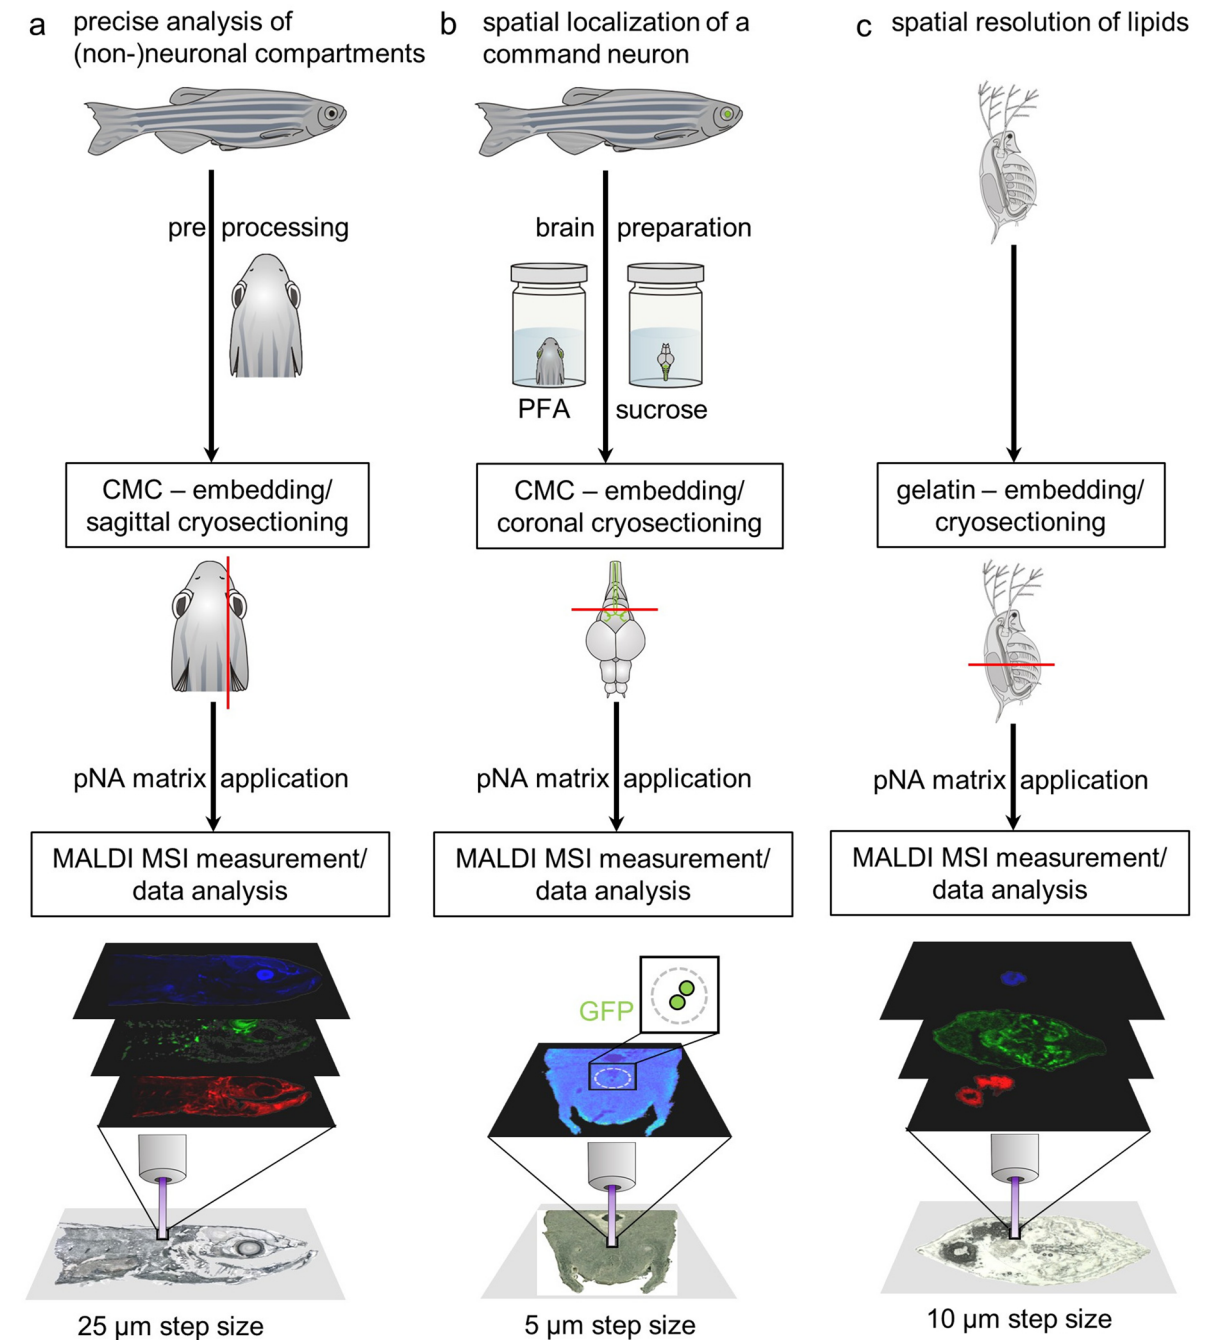 a precise analysis of
(non-)neuronal compartments
pre processing
CMC – embedding/
sagittal cryosectioning
pNA matrix application
MALDI MSI measurement/
data analysis
25 µm step size
b spatial localization of a
command neuron
brain preparation
PFA sucrose
CMC – embedding/
coronal cryosectioning
pNA matrix application
MALDI MSI measurement/
data analysis
GFP
5 µm step size
c spatial resolution of lipids
gelatin – embedding/
cryosectioning
pNA matrix application
MALDI MSI measurement/
data analysis
10 µm step size